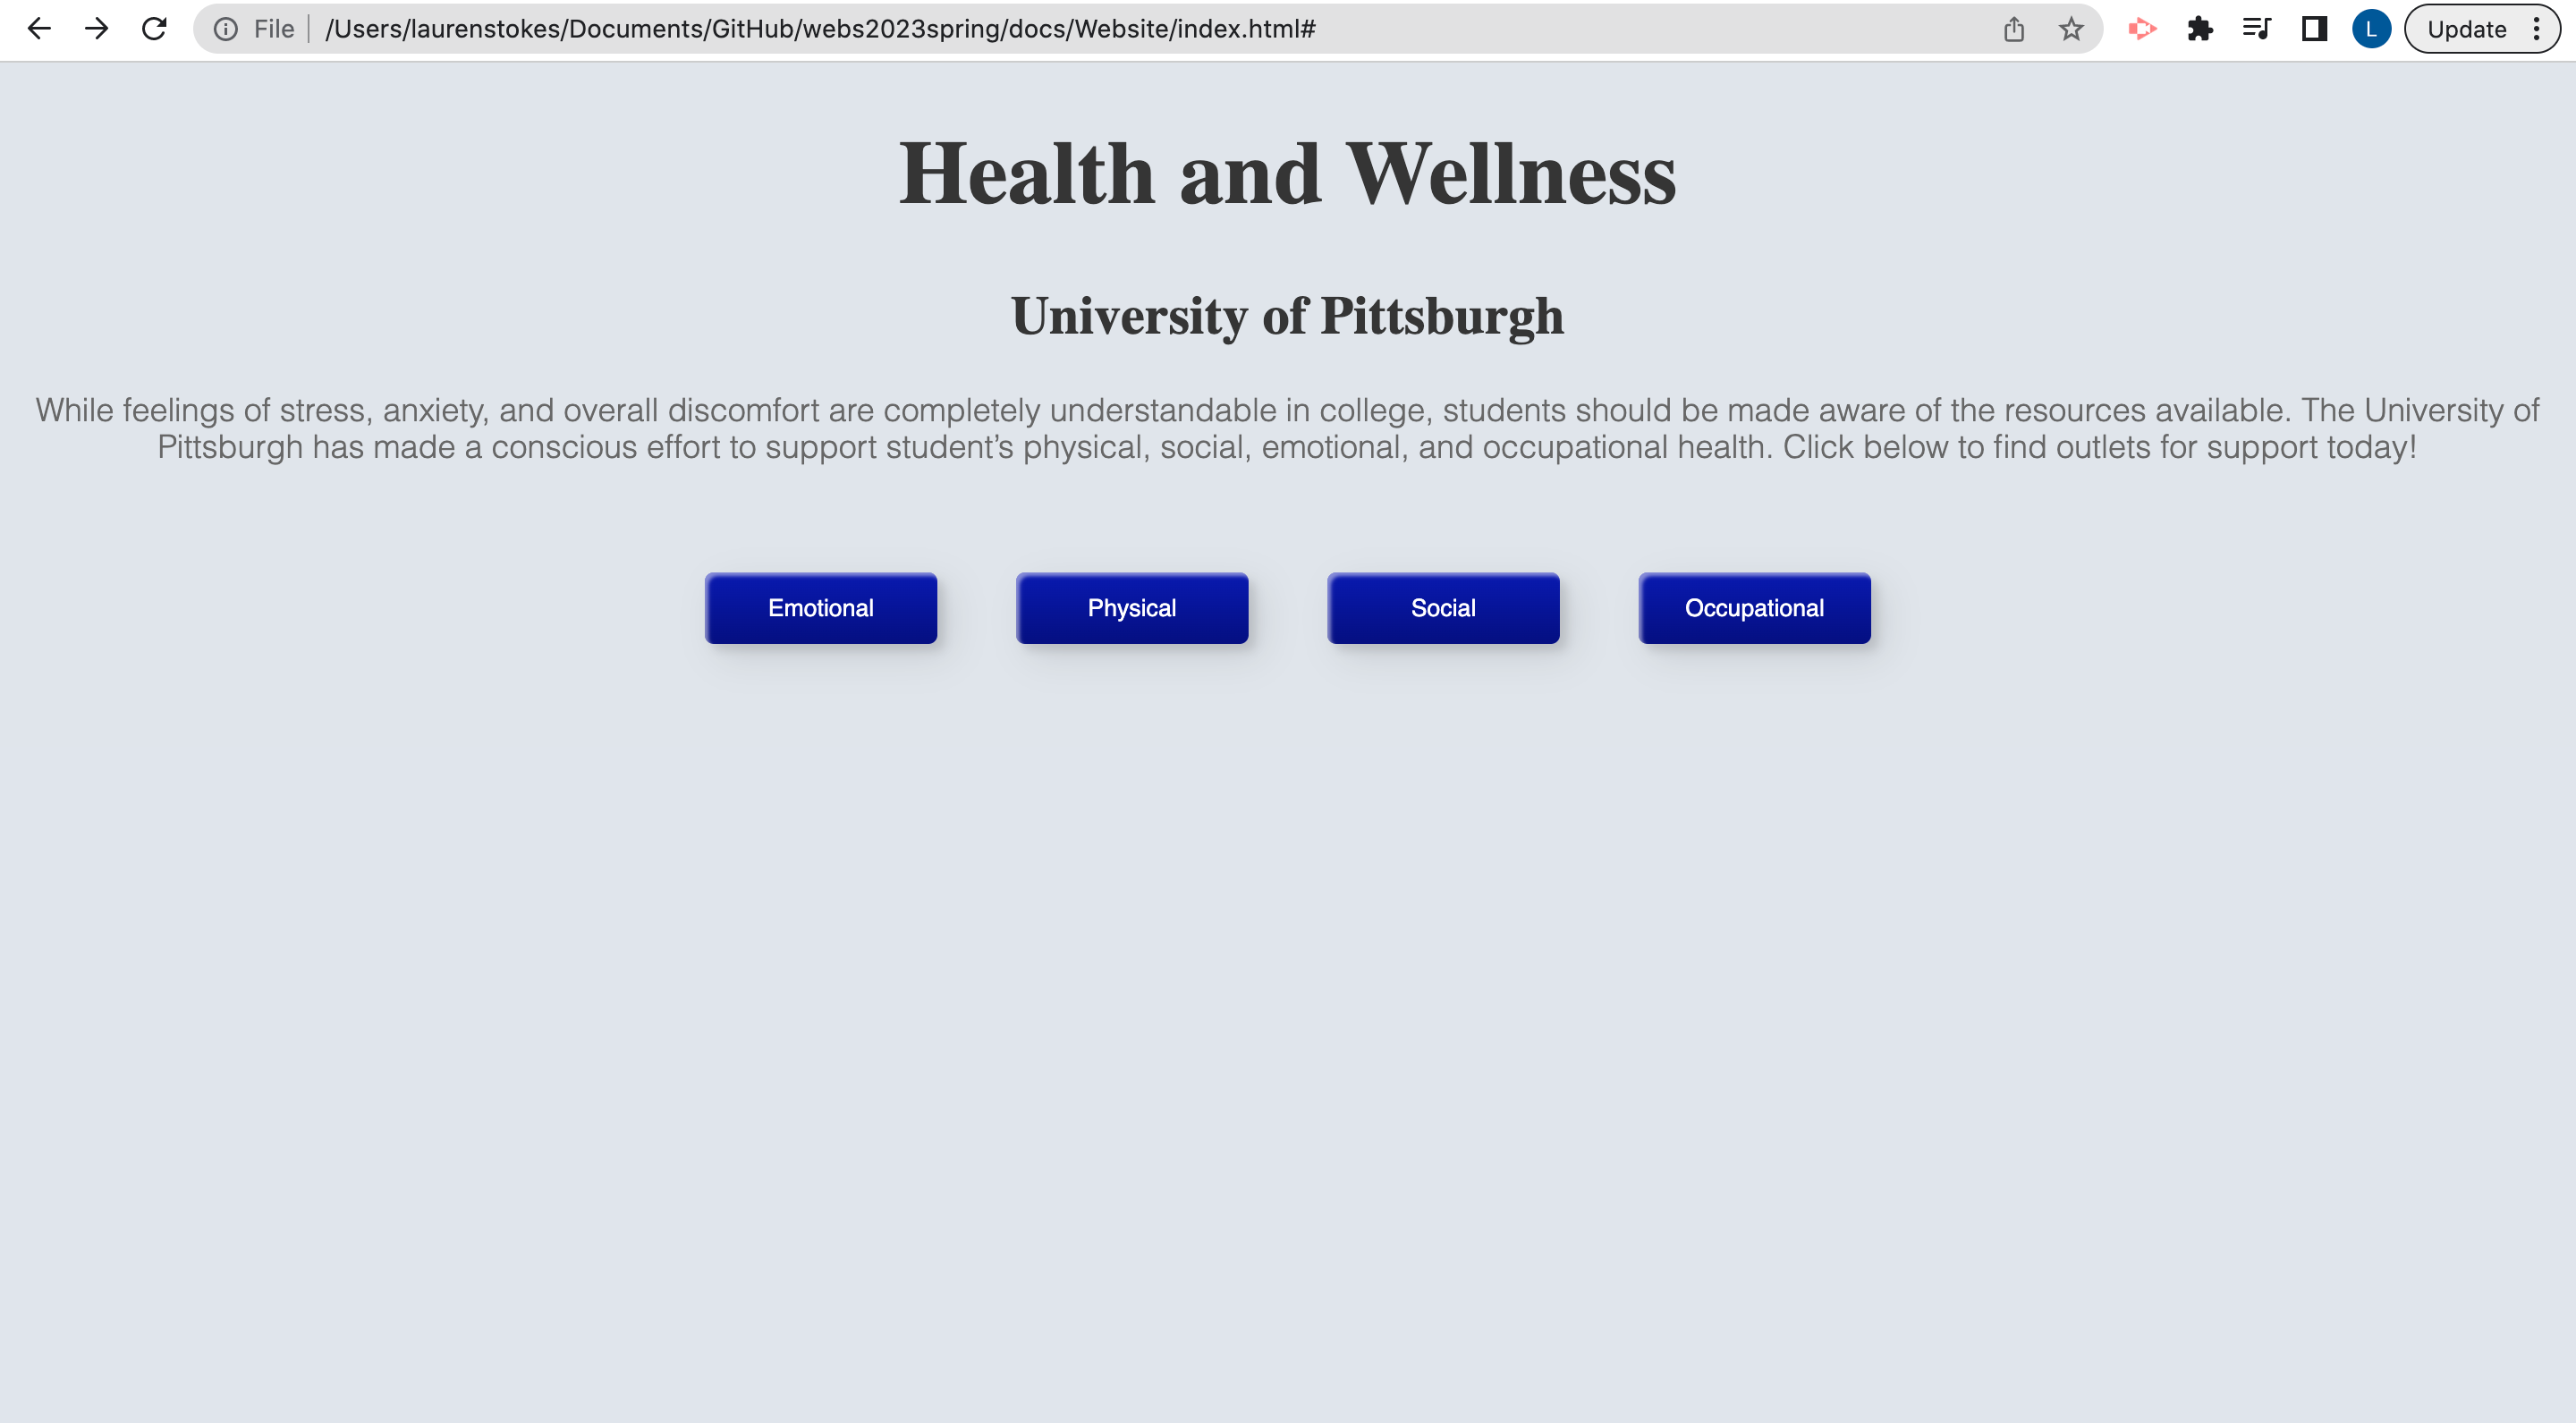 File /Users/laurenstokes/Documents/GitHub/webs2023spring/docs/Website/index.html# L Update
Health and Wellness
University of Pittsburgh
While feelings of stress, anxiety, and overall discomfort are completely understandable in college, students should be made aware of the resources available. The University of
Pittsburgh has made a conscious effort to support student’s physical, social, emotional, and occupational health. Click below to find outlets for support today!
Emotional Physical Social Occupational